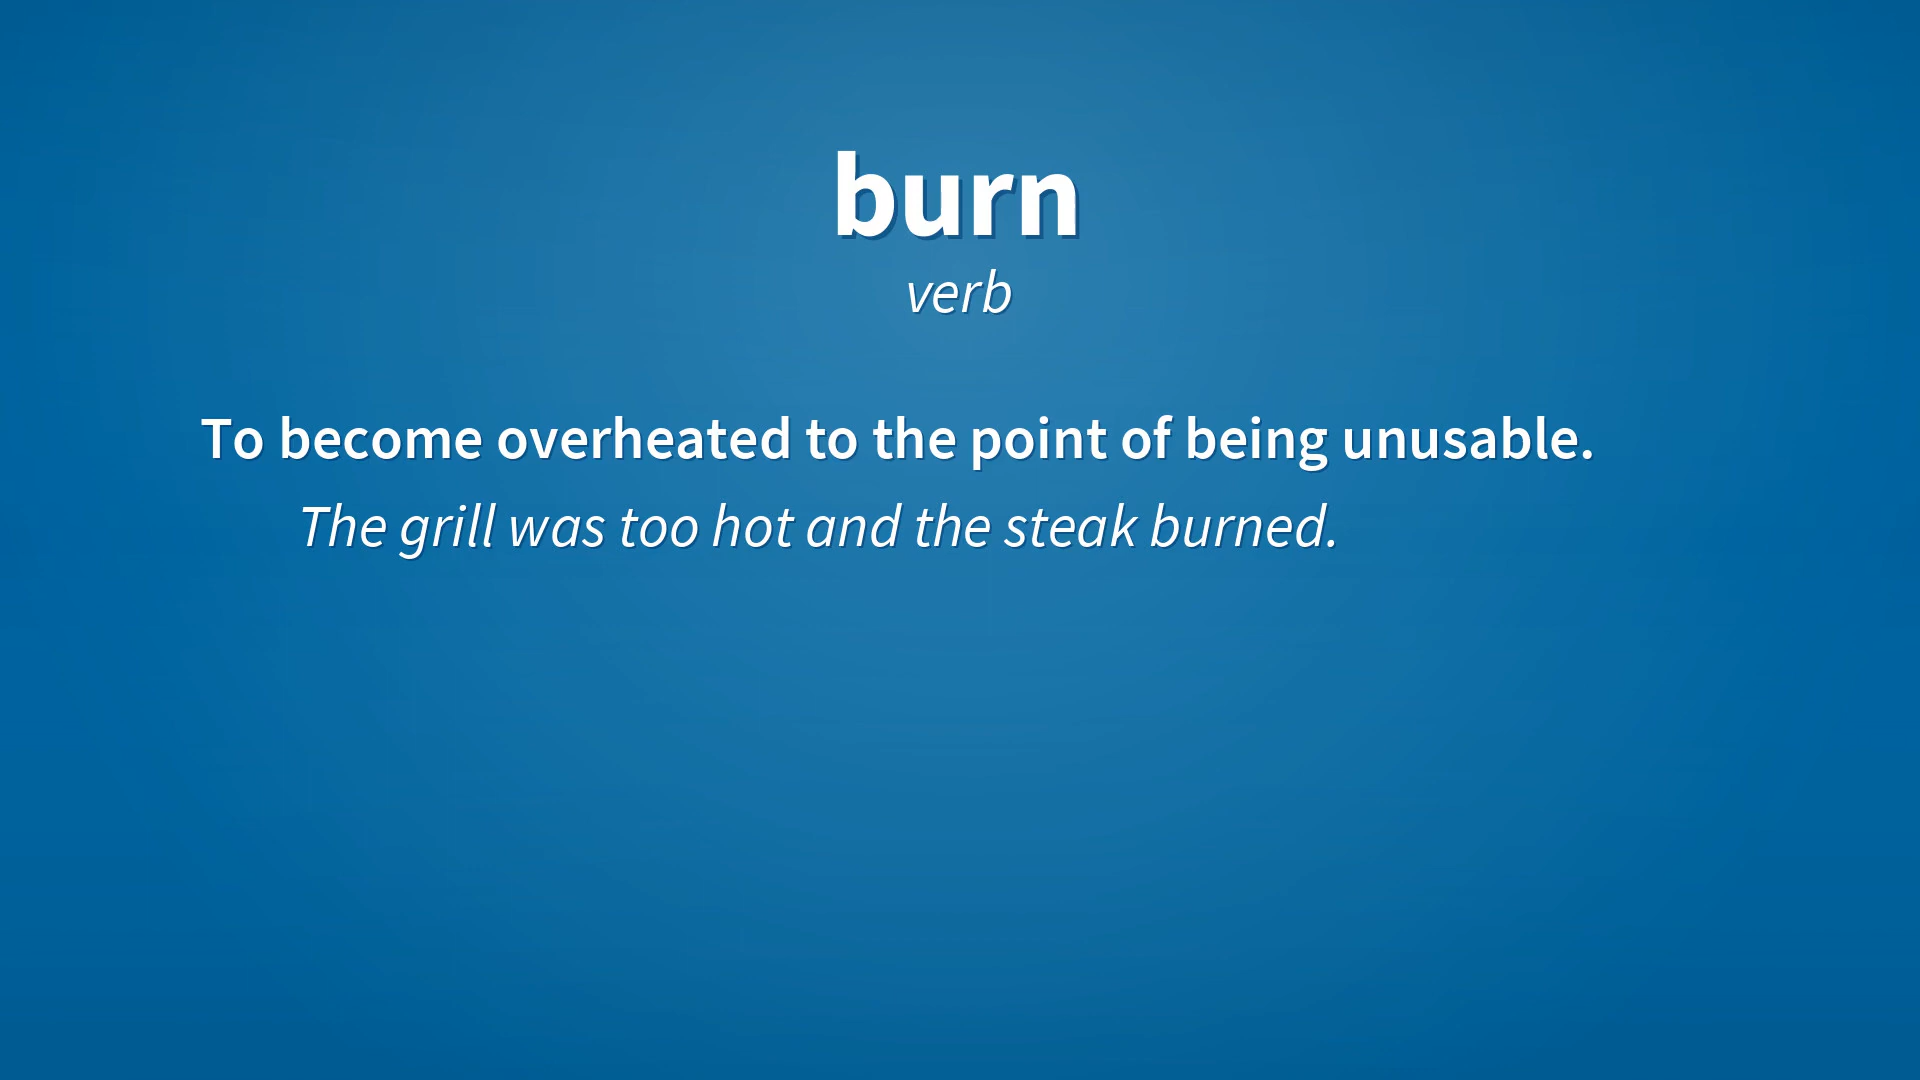 burn
verb
To become overheated to the point of being unusable.
The grill was too hot and the steak burned.